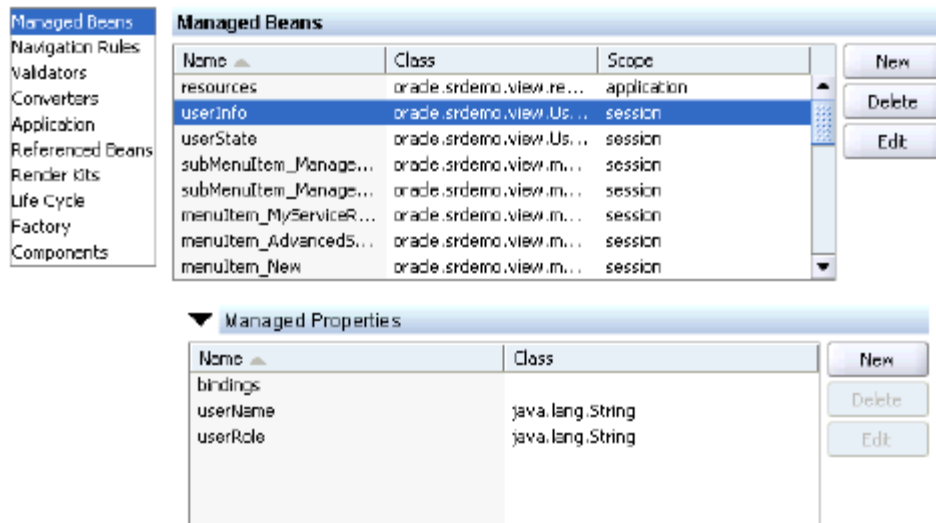 Managed Beans
Navigation Rules
Validators
Converters
Application
Referenced Beans
Render Kits
Life Cycle
Factory
Components
Managed Beans
Name Class Scope
resources oracle.srdemo.view.re... application
userInfo oracle.srdemo.view.Us... session
userState oracle.srdemo.view.Us... session
subMenuItem_Manage... oracle.srdemo.view.m... session
subMenuItem_Manage... oracle.srdemo.view.m... session
menuItem_MyServiceR... oracle.srdemo.view.m... session
menuItem_AdvancedS... oracle.srdemo.view.m... session
menuItem_New oracle.srdemo.view.m... session
New
Delete
Edit
Managed Properties
Name Class
bindings
userName java.lang.String
userRole java.lang.String
New
Delete
Edit